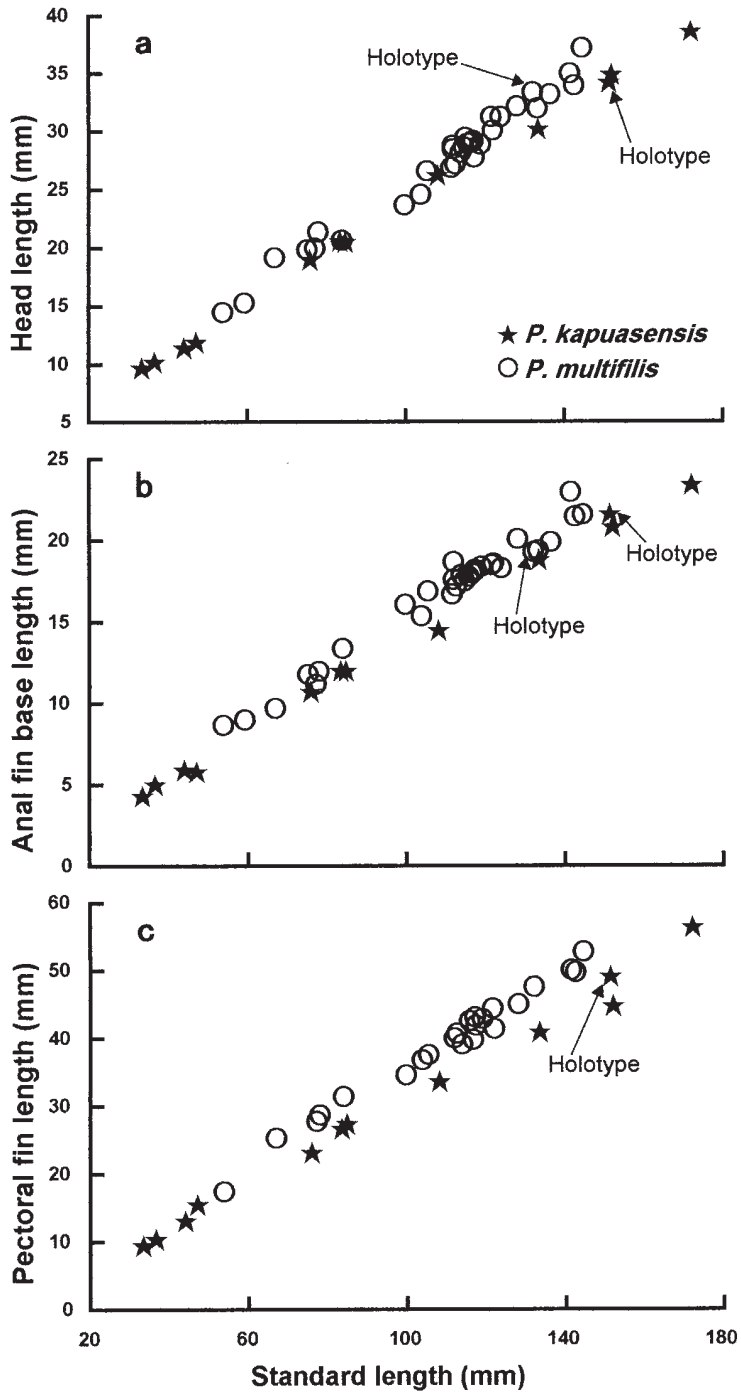 a
40
35
30
25
20
15
10
5
Head length (mm)
Holotype
Holotype
P. kapuasensis
P. multifilis
b
25
20
15
10
5
0
Anal fin base length (mm)
Holotype
Holotype
c
60
50
40
30
20
10
0
Pectoral fin length (mm)
Holotype
20 60 100 140 180
Standard length (mm)